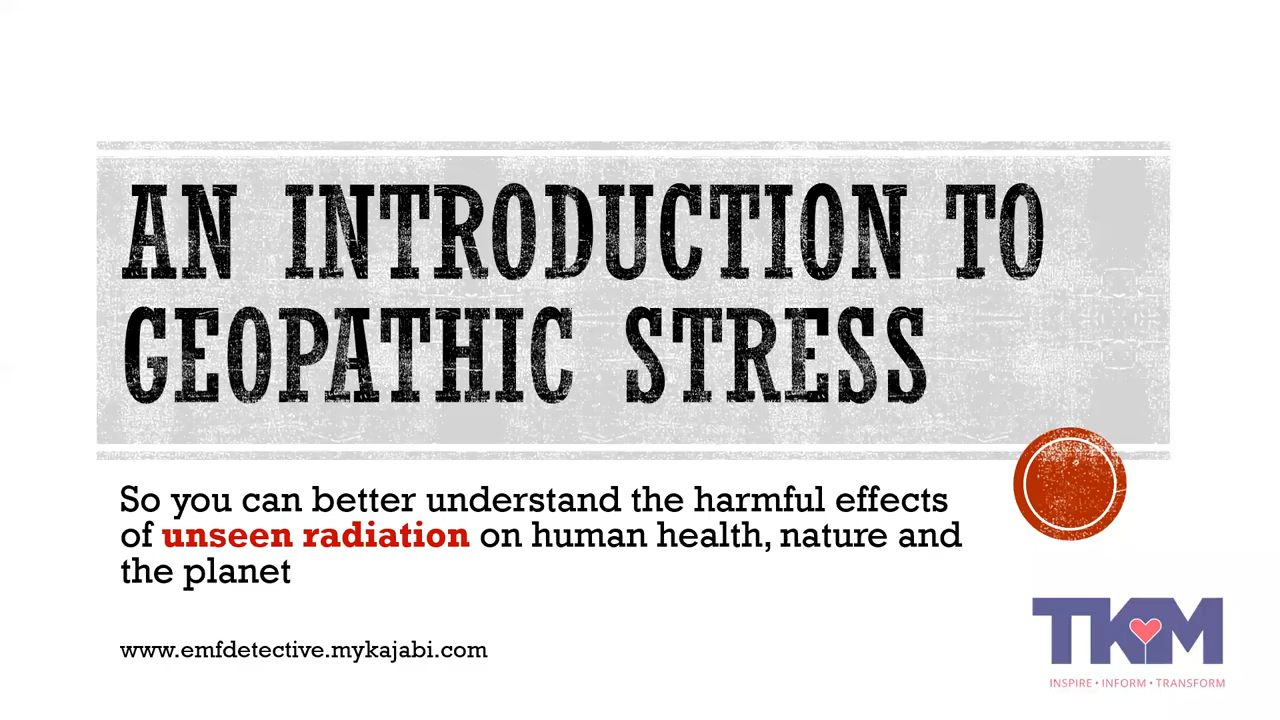 AN INTRODUCTION TO
GEOPATHIC STRESS
So you can better understand the harmful effects
of unseen radiation on human health, nature and
the planet
www.emfdetective.mykajabi.com
TKM
INSPIRE • INFORM • TRANSFORM